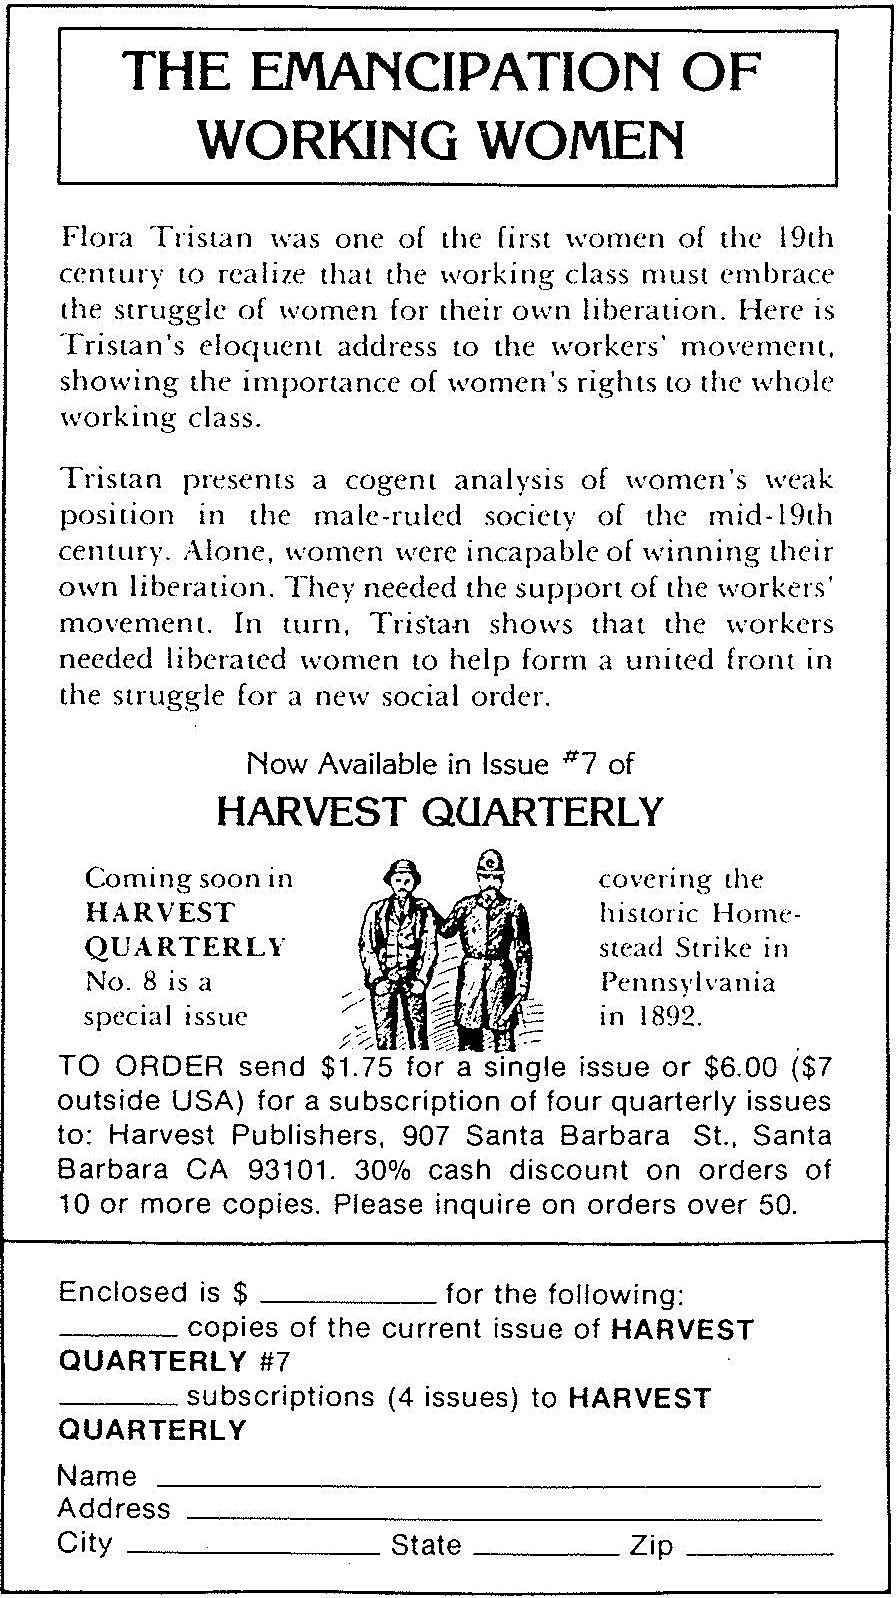 THE EMANCIPATION OF
WORKING WOMEN
Flora Tristan was one of the first women of the 19th
century to realize that the working class must embrace
the struggle of women for their own liberation. Here is
Tristan's eloquent address to the workers' movement,
showing the importance of women's rights to the whole
working class.
Tristan presents a cogent analysis of women's weak
position in the male-ruled society of the mid-19th
century. Alone, women were incapable of winning their
own liberation. They needed the support of the workers'
movement. In turn, Tristan shows that the workers
needed liberated women to help form a united front in
the struggle for a new social order.
Now Available in Issue #7 of
HARVEST QUARTERLY
Coming soon in
HARVEST
QUARTERLY
No. 8 is a
special issue
covering the
historic Home-
stead Strike in
Pennsylvania
in 1892.
TO ORDER send $1.75 for a single issue or $6.00 ($7
outside USA) for a subscription of four quarterly issues
to: Harvest Publishers, 907 Santa Barbara St., Santa
Barbara CA 93101. 30% cash discount on orders of
10 or more copies. Please inquire on orders over 50.
Enclosed is $ __________ for the following:
_______ copies of the current issue of HARVEST
QUARTERLY #7
_______ subscriptions (4 issues) to HARVEST
QUARTERLY
Name
Address
City __________ State __________ Zip __________